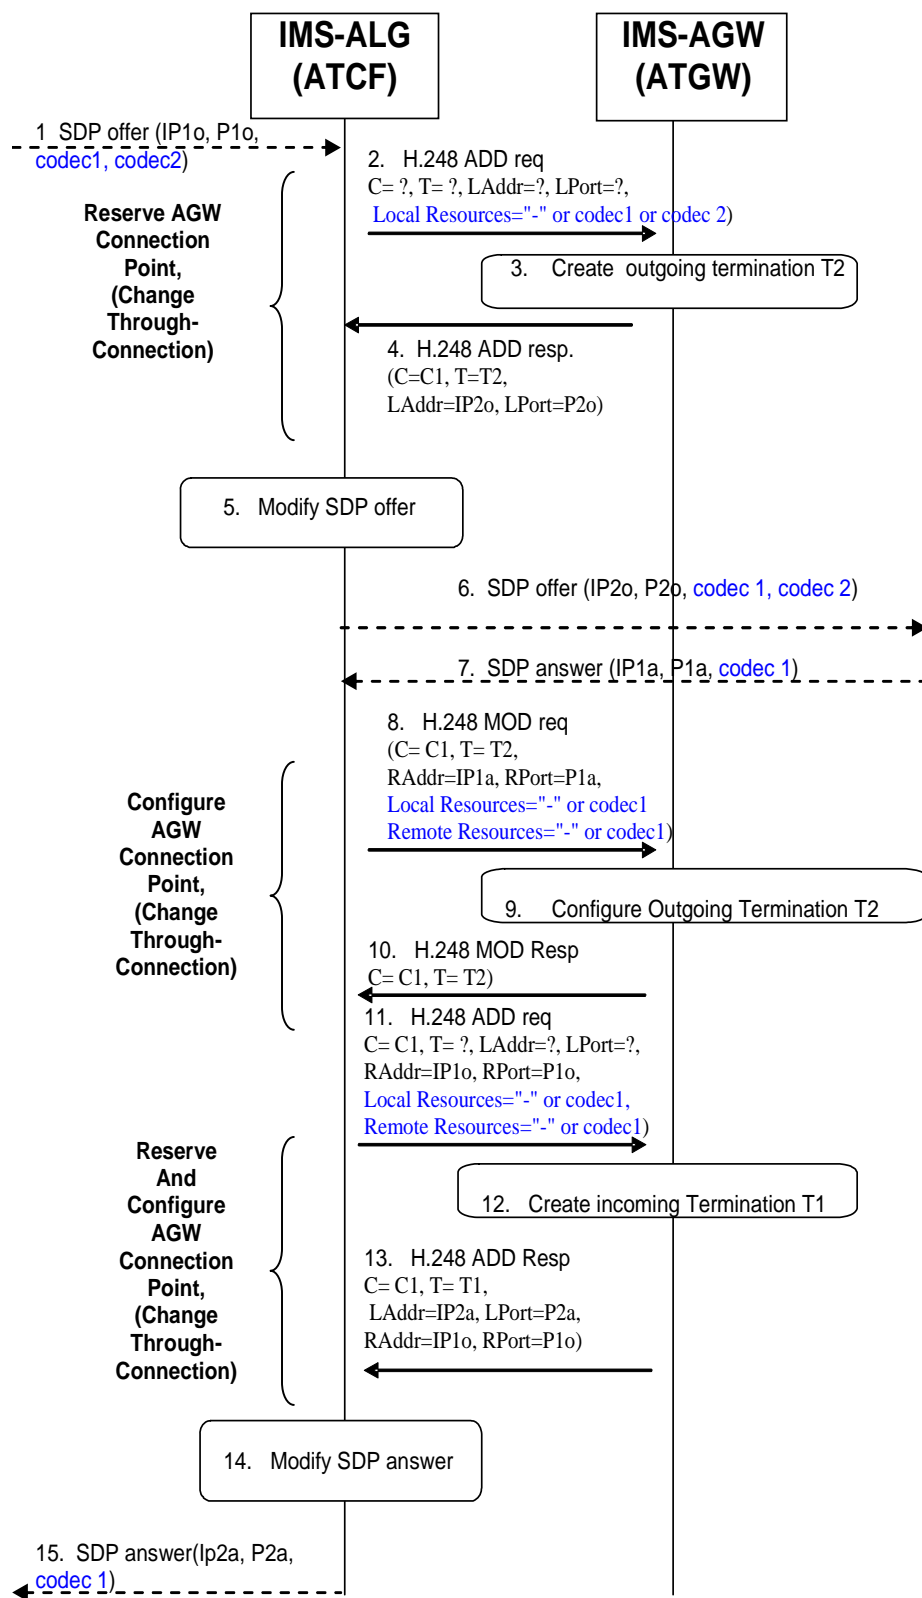 IMS-ALG
(ATCF)
IMS-AGW
(ATGW)
1 SDP offer (IP1o, P1o,
codec1, codec2)
2. H.248 ADD req
C= ?, T= ?, LAddr=?, LPort=?,
Local Resources="-" or codec1 or codec 2)
Reserve AGW
Connection
Point,
(Change
Through-
Connection)
3. Create outgoing termination T2
4. H.248 ADD resp.
(C=C1, T=T2,
LAddr=IP2o, LPort=P2o)
5. Modify SDP offer
6. SDP offer (IP2o, P2o, codec 1, codec 2)
7. SDP answer (IP1a, P1a, codec 1)
8. H.248 MOD req
(C= C1, T= T2,
RAddr=IP1a, RPort=P1a,
Local Resources="-" or codec1
Remote Resources="-" or codec1)
Configure
AGW
Connection
Point,
(Change
Through-
Connection)
9. Configure Outgoing Termination T2
10. H.248 MOD Resp
C= C1, T= T2)
11. H.248 ADD req
C= C1, T= ?, LAddr=?, LPort=?,
RAddr=IP1o, RPort=P1o,
Local Resources="-" or codec1,
Remote Resources="-" or codec1)
Reserve
And
Configure
AGW
Connection
Point,
(Change
Through-
Connection)
12. Create incoming Termination T1
13. H.248 ADD Resp
C= C1, T= T1,
LAddr=IP2a, LPort=P2a,
RAddr=IP1o, RPort=P1o)
14. Modify SDP answer
15. SDP answer(Ip2a, P2a,
codec 1)